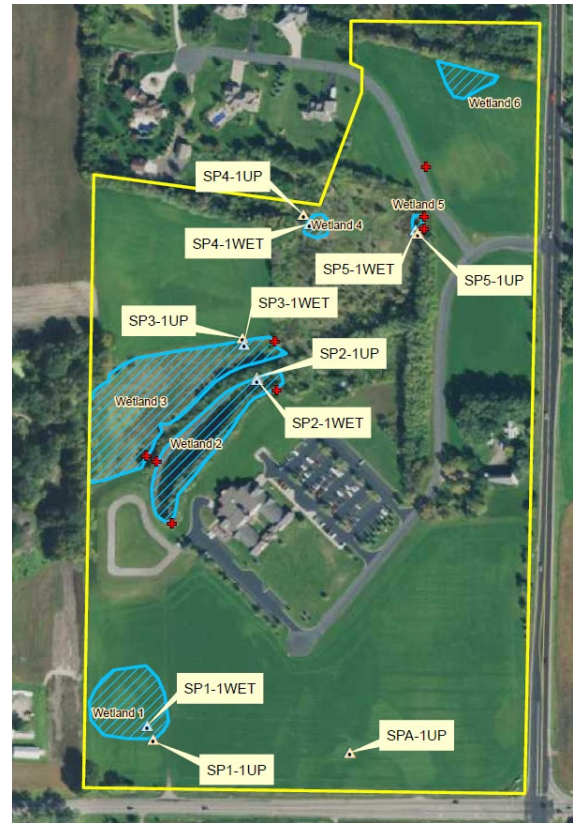 Wetland 6
SP4-1UP
Wetland 5
Wetland 4
SP4-1WET
SP5-1WET
SP5-1UP
SP3-1WET
SP3-1UP
SP2-1UP
Wetland 3
SP2-1WET
Wetland 2
SP1-1WET
Wetland 1
SPA-1UP
SP1-1UP